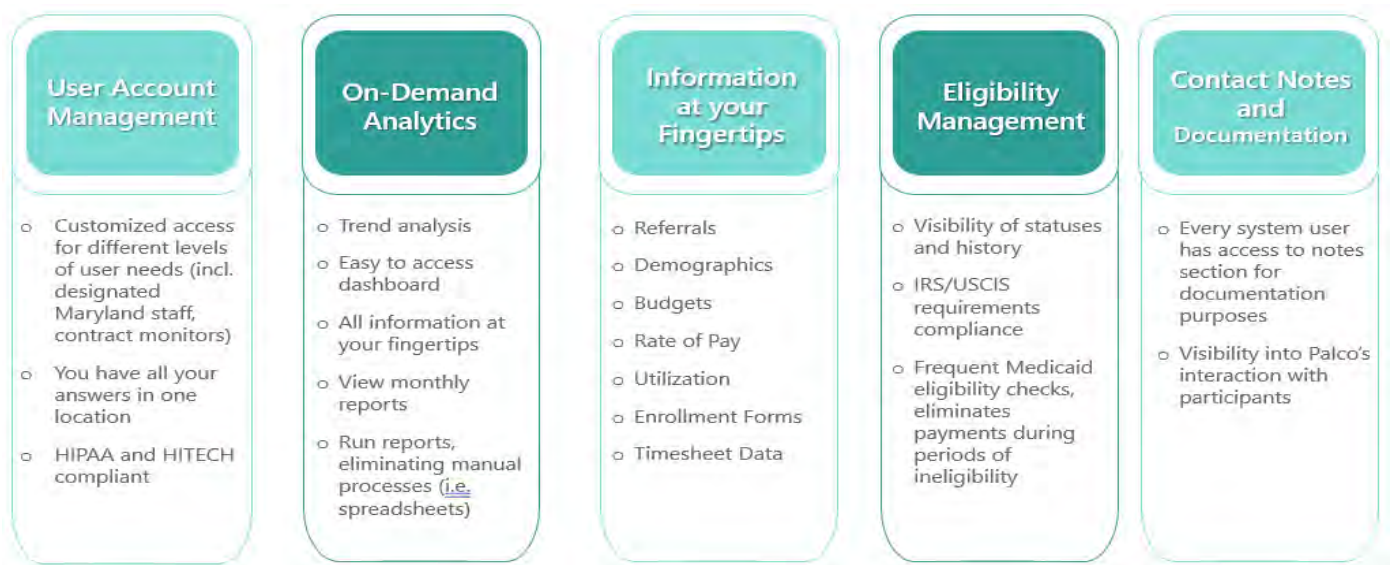 User Account
Management
o Customized access
for different levels
of user needs (incl.
designated
Maryland staff,
contract monitors)
o You have all your
answers in one
location
o HIPAA and HITECH
compliant
On-Demand
Analytics
o Trend analysis
o Easy to access
dashboard
o All information at
your fingertips
o View monthly
reports
o Run reports,
eliminating manual
processes (i.e.
spreadsheets)
Information
at your
Fingertips
o Referrals
o Demographics
o Budgets
o Rate of Pay
o Utilization
o Enrollment Forms
o Timesheet Data
Eligibility
Management
o Visibility of statuses
and history
o IRS/USCIS
requirements
compliance
o Frequent Medicaid
eligibility checks,
eliminates
payments during
periods of
ineligibility
Contact Notes
and
Documentation
o Every system user
has access to notes
section for
documentation
purposes
o Visibility into Palco's
interaction with
participants